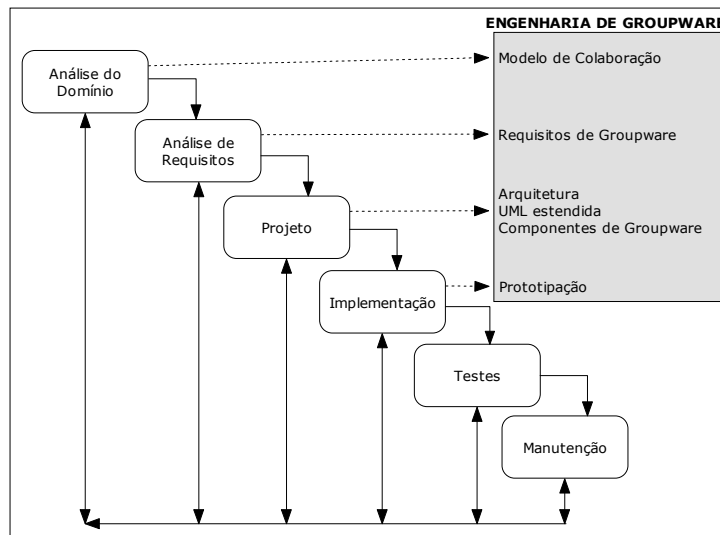 ENGENHARIA DE GROUPWARE
Análise do
Domínio
Modelo de Colaboração
Análise de
Requisitos
Requisitos de Groupware
Projeto
Arquitetura
UML estendida
Componentes de Groupware
Implementação
Prototipação
Testes
Manutenção